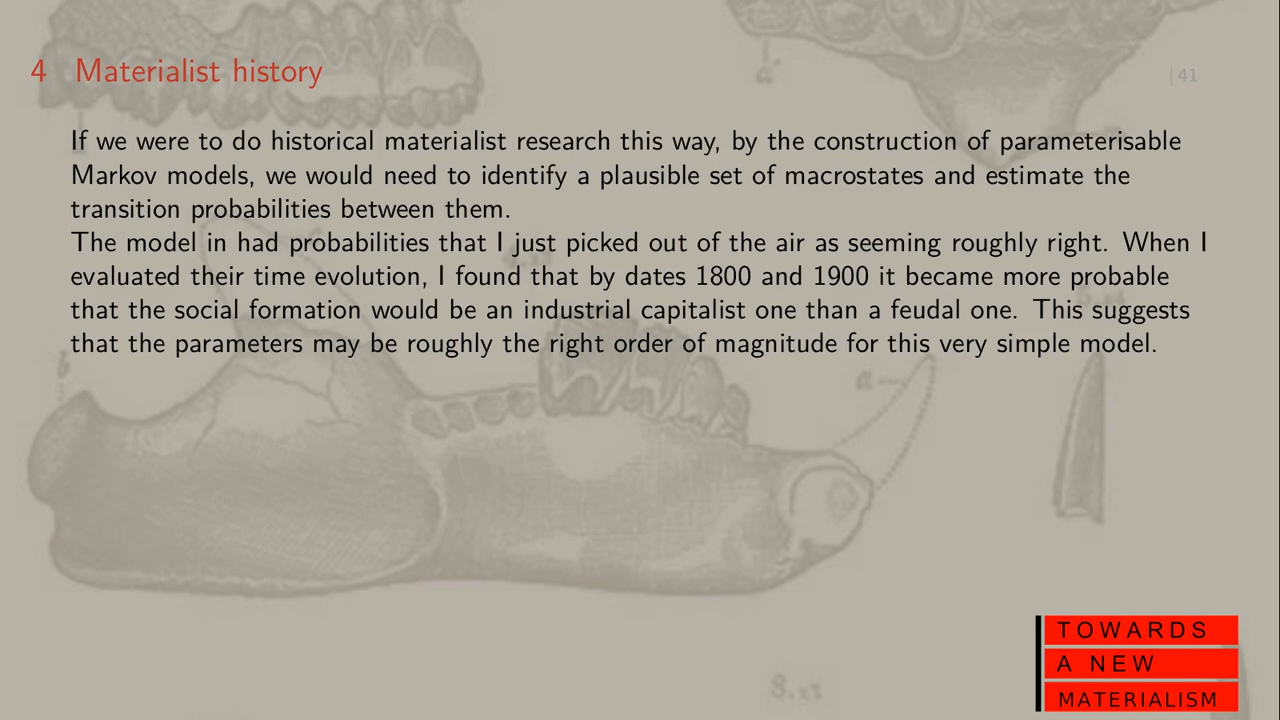 4 Materialist history
| 41
If we were to do historical materialist research this way, by the construction of parameterisable
Markov models, we would need to identify a plausible set of macrostates and estimate the
transition probabilities between them.
The model in had probabilities that I just picked out of the air as seeming roughly right. When I
evaluated their time evolution, I found that by dates 1800 and 1900 it became more probable
that the social formation would be an industrial capitalist one than a feudal one. This suggests
that the parameters may be roughly the right order of magnitude for this very simple model.
TOWARDS
A NEW
MATERIALISM